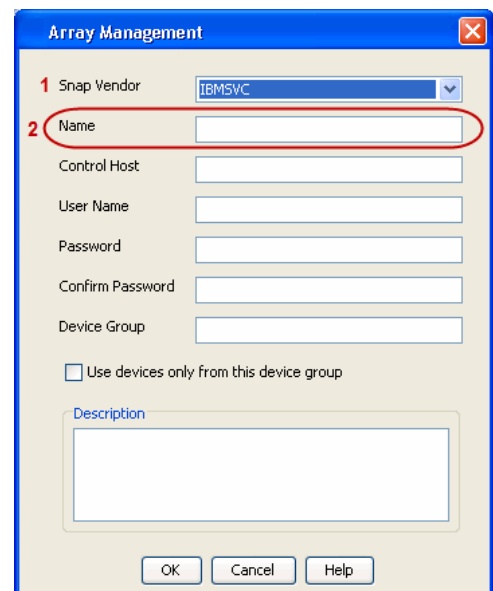 Array Management
1 Snap Vendor IBMSVC
2 Name
Control Host
User Name
Password
Confirm Password
Device Group
Use devices only from this device group
Description
OK Cancel Help